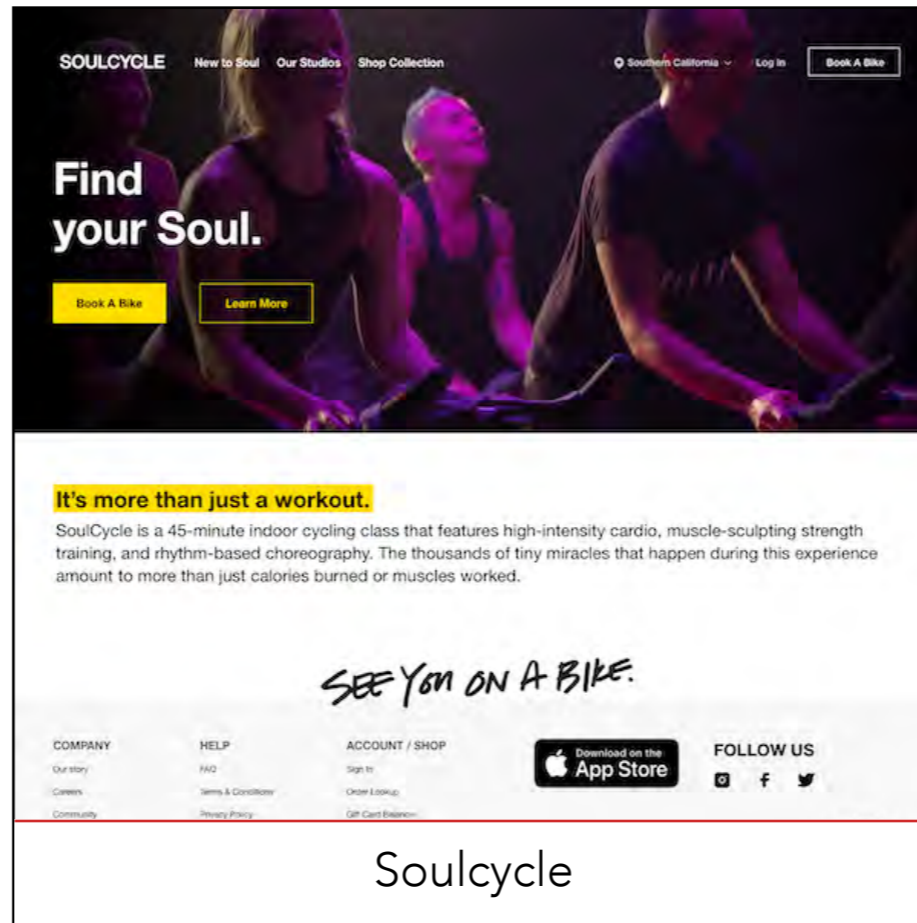 SOULCYCLE New to Soul Our Studios Shop Collection Southern California Log In Book A Bike
Find
your Soul.
Book A Bike Learn More
It's more than just a workout.
SoulCycle is a 45-minute indoor cycling class that features high-intensity cardio, muscle-sculpting strength
training, and rhythm-based choreography. The thousands of tiny miracles that happen during this experience
amount to more than just calories burned or muscles worked.
SEE YOU ON A BIKE.
COMPANY HELP ACCOUNT / SHOP Download on the App Store FOLLOW US
Our story FAQ Sign In
Careers Terms & Conditions Order Lookup
Community Privacy Policy Gift Card Balance
Soulcycle